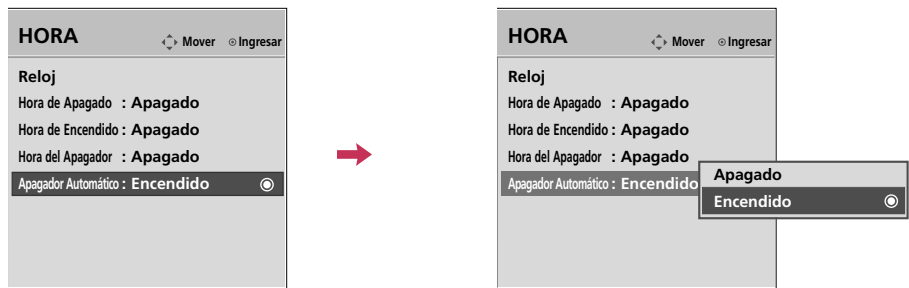 HORA Mover Ingresar
Reloj
Hora de Apagado : Apagado
Hora de Encendido : Apagado
Hora del Apagador : Apagado
Apagador Automático : Encendido
HORA Mover Ingresar
Reloj
Hora de Apagado : Apagado
Hora de Encendido : Apagado
Hora del Apagador : Apagado
Apagador Automático : Encendido
Apagado
Encendido